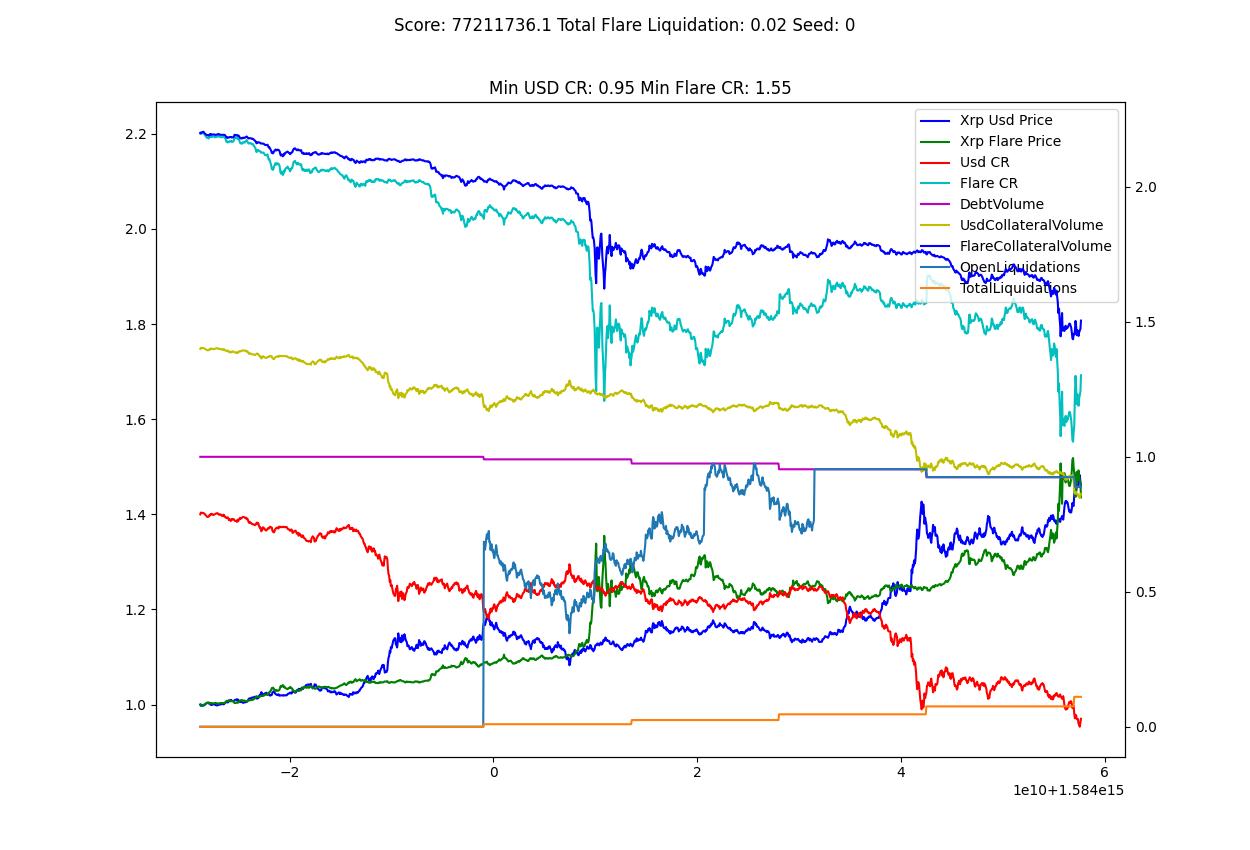 Score: 77211736.1 Total Flare Liquidation: 0.02 Seed: 0
Min USD CR: 0.95 Min Flare CR: 1.55
Xrp Usd Price
Xrp Flare Price
Usd CR
Flare CR
DebtVolume
UsdCollateralVolume
FlareCollateralVolume
OpenLiquidations
TotalLiquidations
2.2
2.0
1.8
1.6
1.4
1.2
1.0
2.0
1.5
1.0
0.5
0.0
−2 0 2 4 6
1e10+1.584e15